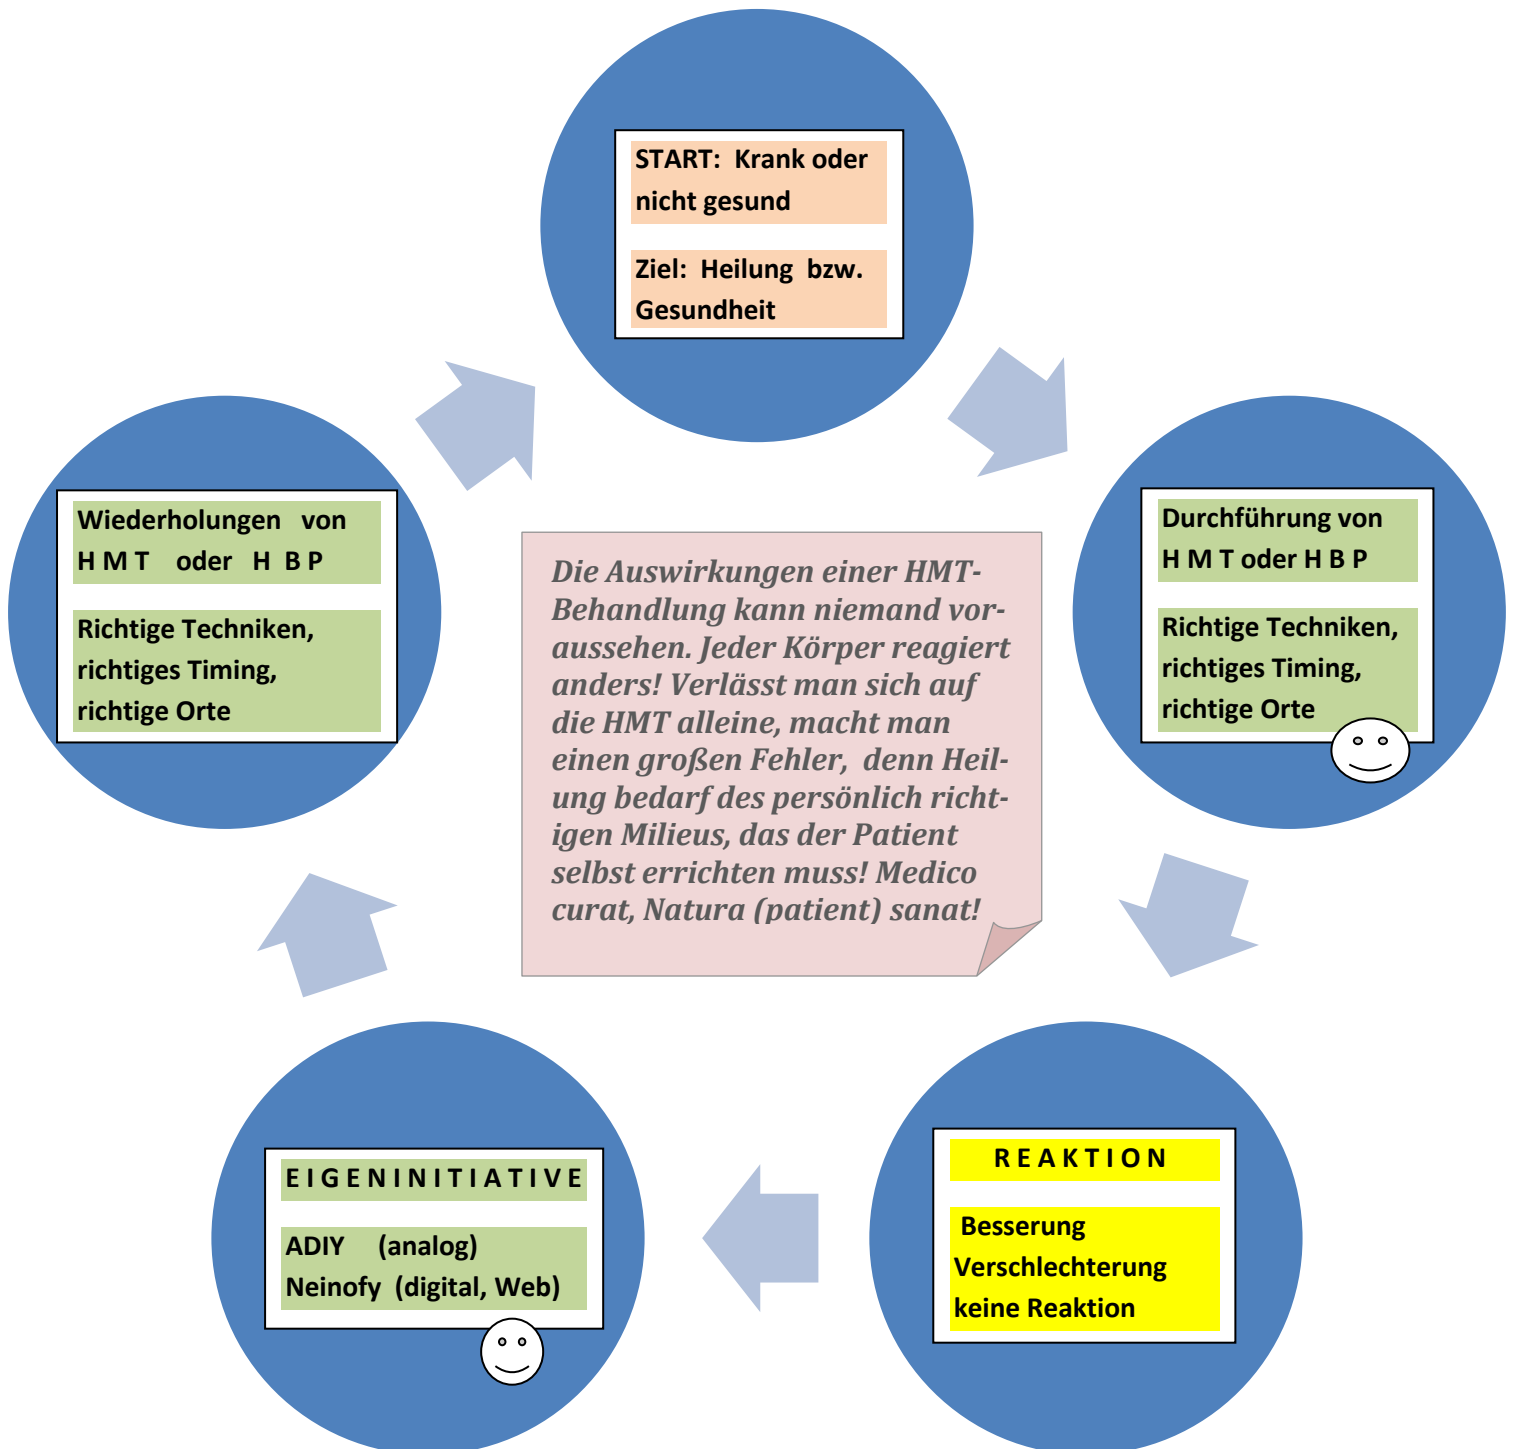 START: Krank oder
nicht gesund
Ziel: Heilung bzw.
Gesundheit
Durchführung von
H M T oder H B P
Richtige Techniken,
richtiges Timing,
richtige Orte
R E A K T I O N
Besserung
Verschlechterung
keine Reaktion
E I G E N I N I T I A T I V E
ADIY (analog)
Neinofy (digital, Web)
Wiederholungen von
H M T oder H B P
Richtige Techniken,
richtiges Timing,
richtige Orte
Die Auswirkungen einer HMT-
Behandlung kann niemand vor-
aussehen. Jeder Körper reagiert
anders! Verlässt man sich auf
die HMT alleine, macht man
einen großen Fehler, denn Heil-
ung bedarf des persönlich richt-
igen Milieus, das der Patient
selbst errichten muss! Medico
curat, Natura (patient) sanat!